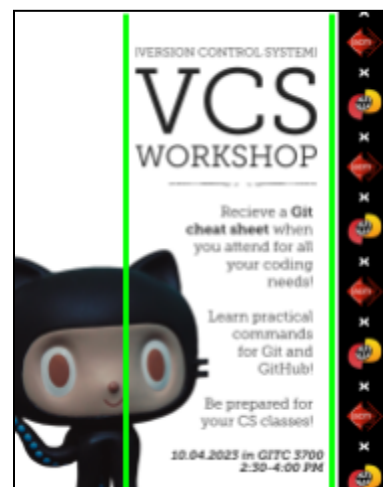 |VERSION CONTROL SYSTEM|
VCS
WORKSHOP
Recieve a Git
cheat sheet when
you attend for all
your coding
needs!
Learn practical
commands
for Git and
GitHub!
Be prepared for
your CS classes!
10.04.2023 in GITC 3700
2:30-4:00 PM